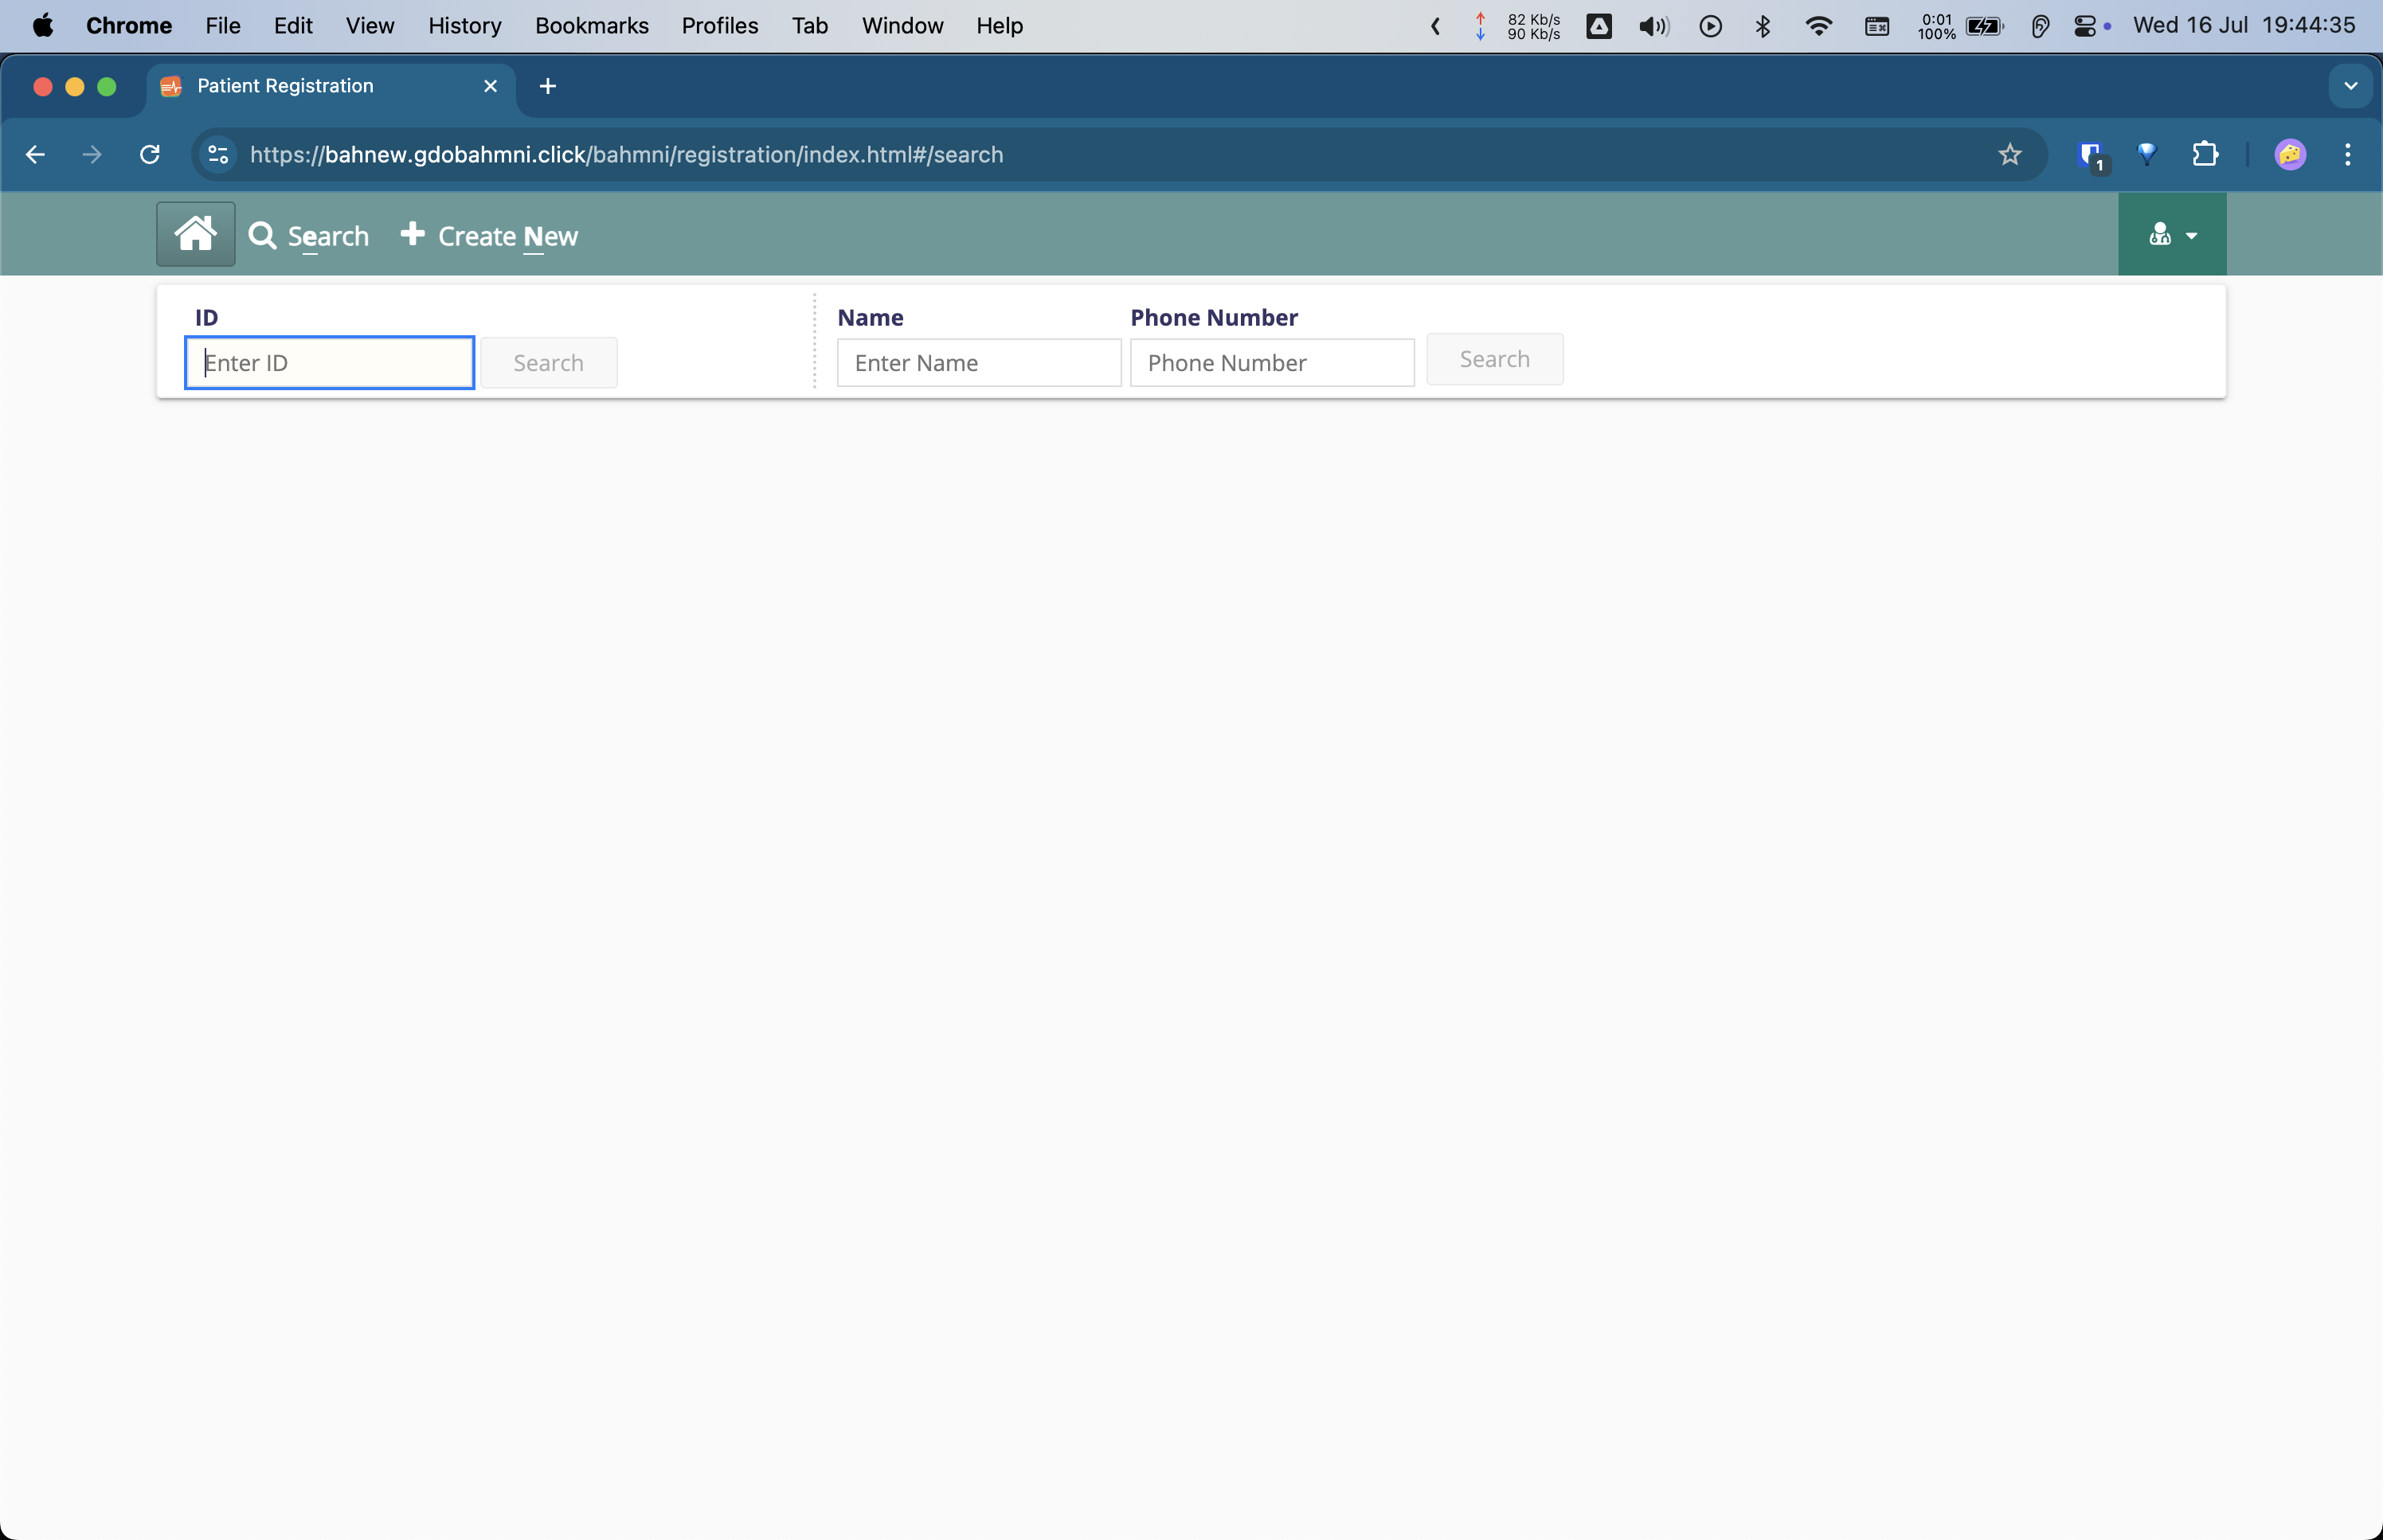 Chrome File Edit View History Bookmarks Profiles Tab Window Help 82 Kb/s 0:01 Wed 16 Jul 19:44:35
90 Kb/s 100%
Patient Registration
https://bahnew.gdobahmni.click/bahmni/registration/index.html#/search 1
Search Create New
ID Name Phone Number
Enter ID Search Enter Name Phone Number Search